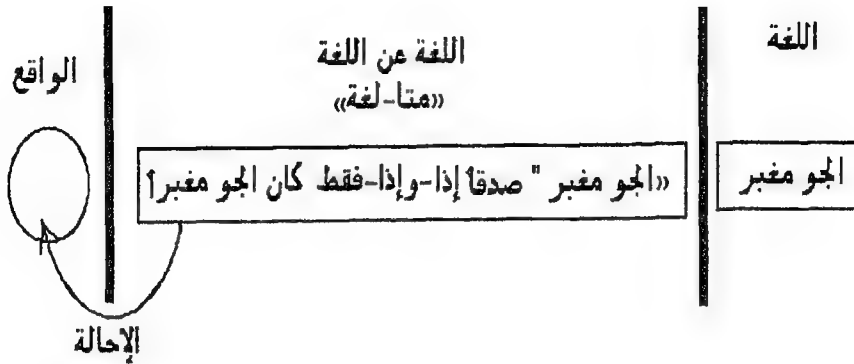 اللغة
اللغة عن اللغة
«متا-لغة»
الواقع
الجو مغبر
«الجو مغبر" صدقاً إذا-وإذا-فقط كان الجو مغبراً
الإحالة